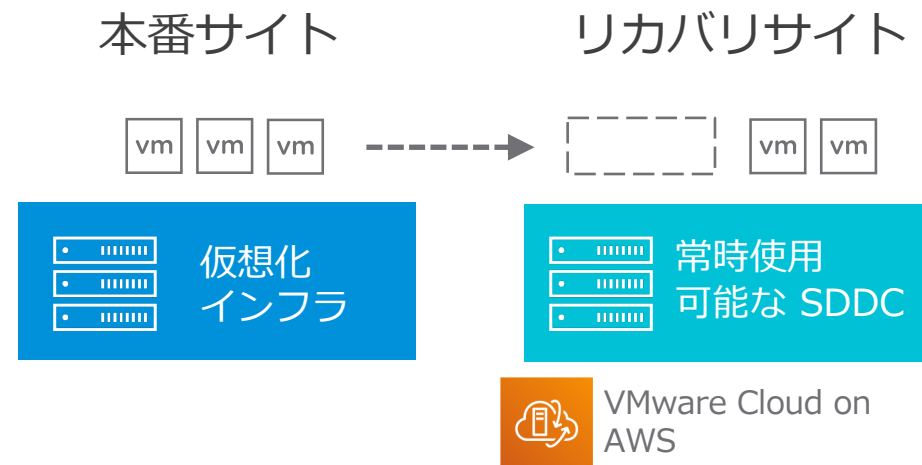 本番サイト
リカバリサイト
vm vm vm
vm vm
仮想化
インフラ
常時使用
可能な SDDC
VMware Cloud on
AWS